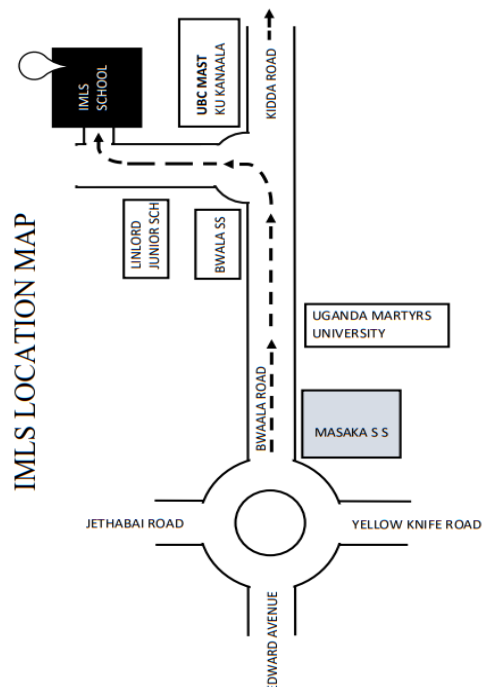 IMLS LOCATION MAP
IMLS
SCHOOL
UBC MAST
KU KANAALA
KIDDA ROAD
LINLORD
JUNIOR SCH
BWALA SS
UGANDA MARTYRS
UNIVERSITY
BWAALA ROAD
MASAKA S S
JETHABAI ROAD
YELLOW KNIFE ROAD
EDWARD AVENUE